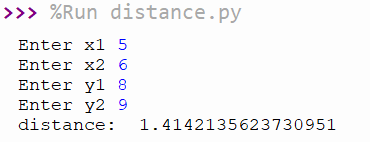 >>> %Run distance.py
Enter x1 5
Enter x2 6
Enter y1 8
Enter y2 9
distance:  1.4142135623730951